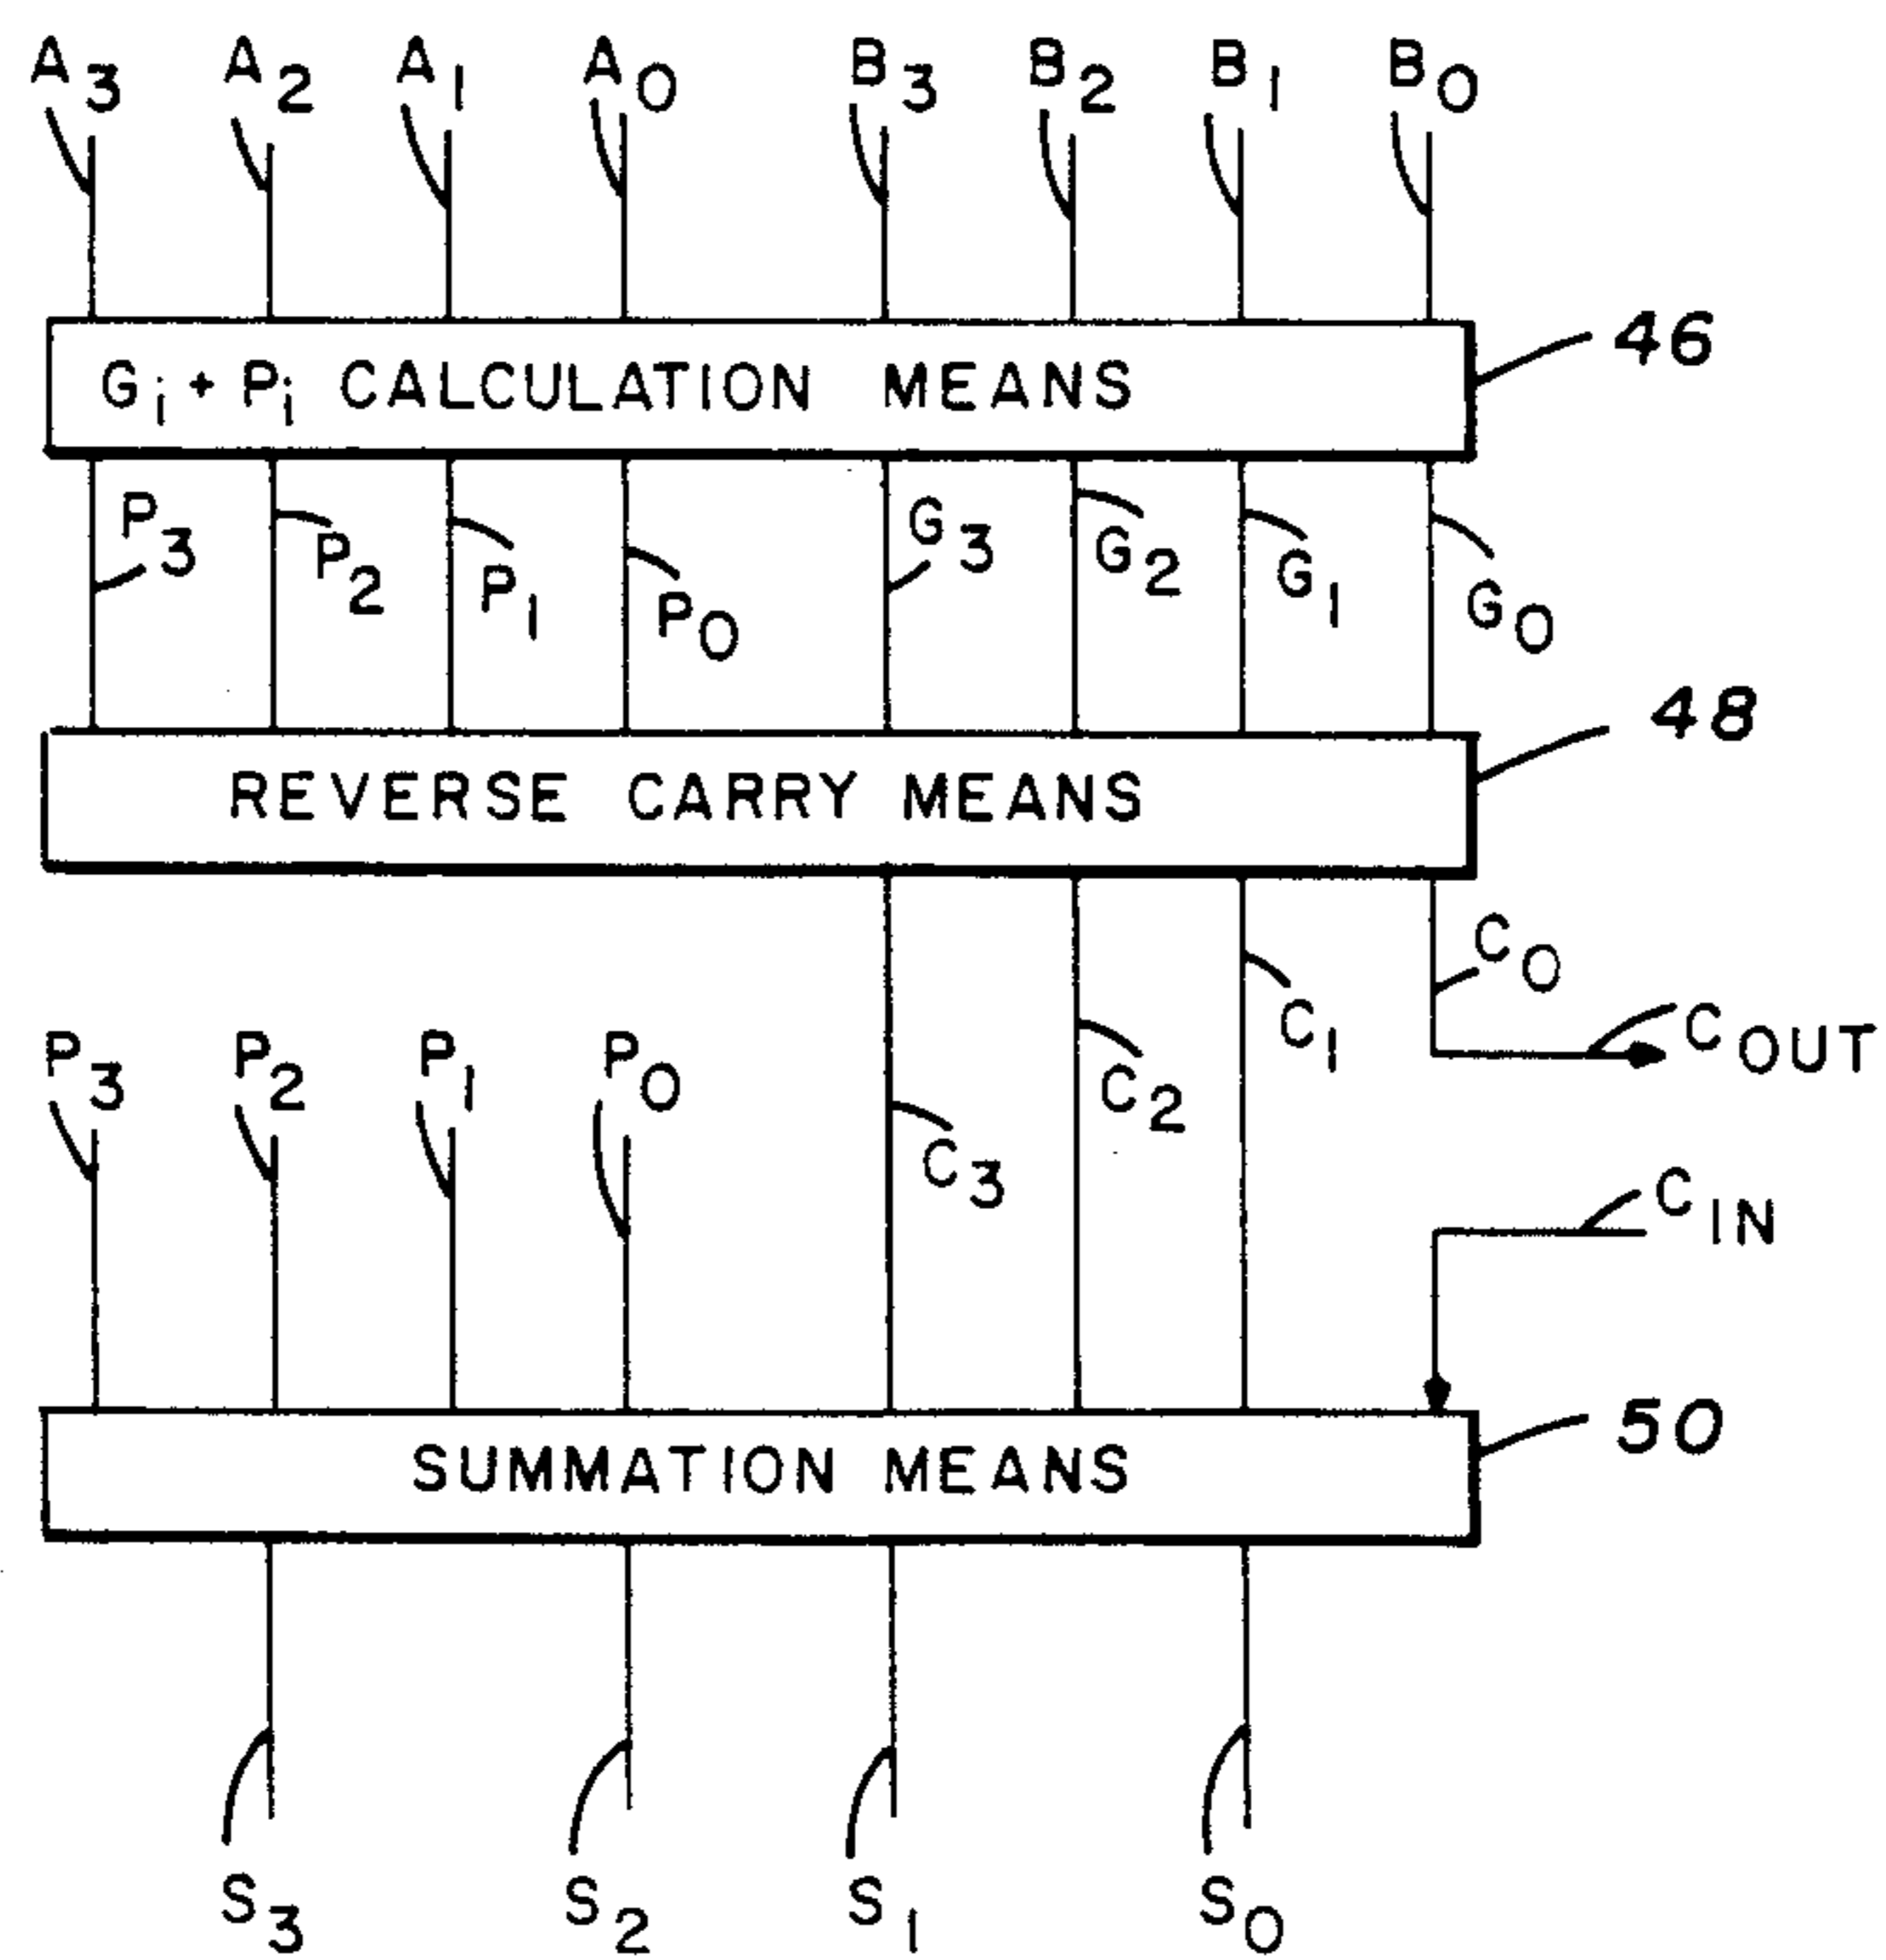 A3 A2 A1 A0 B3 B2 B1 B0
Gi + Pi CALCULATION MEANS 46
P3 P2 P1 P0 G3 G2 G1 G0
REVERSE CARRY MEANS 48
C0
C1 COUT
P3 P2 P1 P0 C3 C2
CIN
SUMMATION MEANS 50
S3 S2 S1 S0